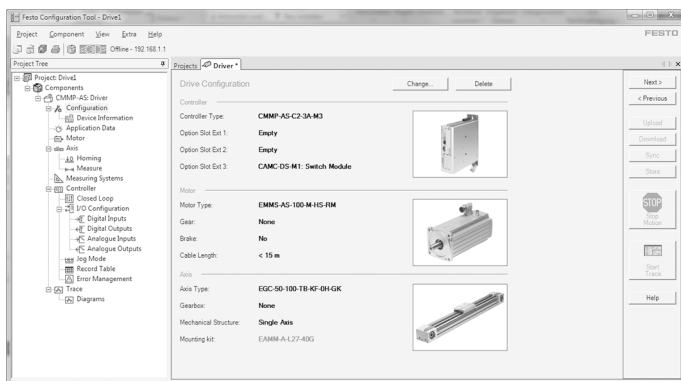 Festo Configuration Tool - Drive1
Project Component View Extra Help
FESTO
Offline - 192.168.1.1
Project Tree
Projects Driver *
Project: Drive1
Components
CMMP-AS: Driver
Configuration
Device Information
Application Data
Motor
Axis
Homing
Measure
Measuring Systems
Controller
Closed Loop
I/O Configuration
Digital Inputs
Digital Outputs
Analogue Inputs
Analogue Outputs
Jog Mode
Record Table
Error Management
Trace
Diagrams
Drive Configuration
Change...
Delete
Controller
Controller Type: CMMP-AS-C2-3A-M3
Option Slot Ext 1: Empty
Option Slot Ext 2: Empty
Option Slot Ext 3: CAMC-DS-M1: Switch Module
Motor
Motor Type: EMMS-AS-100-M-HS-RM
Gear: None
Brake: No
Cable Length: < 15 m
Axis
Axis Type: EGC-50-100-TB-KF-0H-GK
Gearbox: None
Mechanical Structure: Single Axis
Mounting kit: EAMM-A-L27-40G
Next >
< Previous
Upload
Download
Sync
Store
STOP
Stop
Motion
Start
Trace
Help